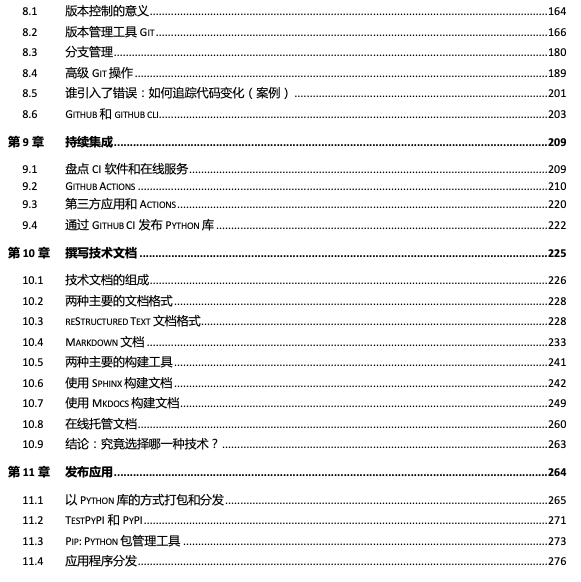 8.1 版本控制的意义 164
8.2 版本管理工具 Git 166
8.3 分支管理 180
8.4 高级 Git 操作 189
8.5 谁引入了错误：如何追踪代码变化（案例） 201
8.6 Github 和 github cli 203
第 9 章 持续集成 209
9.1 盘点 CI 软件和在线服务 209
9.2 Github Actions 210
9.3 第三方应用和 Actions 220
9.4 通过 Github CI 发布 Python 库 222
第 10 章 撰写技术文档 225
10.1 技术文档的组成 226
10.2 两种主要的文档格式 228
10.3 reStructured Text 文档格式 228
10.4 Markdown 文档 233
10.5 两种主要的构建工具 241
10.6 使用 Sphinx 构建文档 242
10.7 使用 Mkdocs 构建文档 249
10.8 在线托管文档 260
10.9 结论：究竟选择哪一种技术？ 263
第 11 章 发布应用 264
11.1 以 Python 库的方式打包和分发 265
11.2 TestPyPI 和 PyPI 271
11.3 Pip: Python 包管理工具 273
11.4 应用程序分发 276